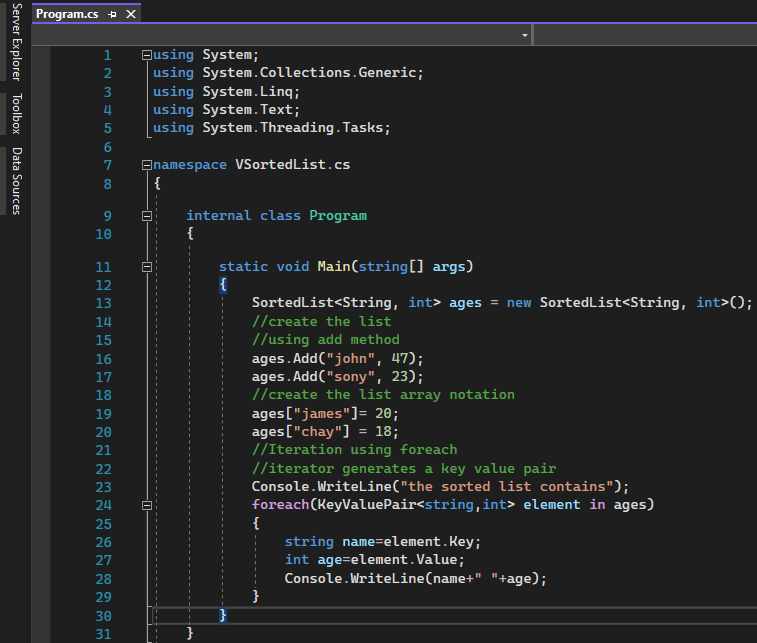 Program.cs
Server Explorer
Toolbox
Data Sources
1 using System;
2 using System.Collections.Generic;
3 using System.Linq;
4 using System.Text;
5 using System.Threading.Tasks;
6
7 namespace VSortedList.cs
8 {
9 internal class Program
10 {
11 static void Main(string[] args)
12 {
13 SortedList<String, int> ages = new SortedList<String, int>();
14 //create the list
15 //using add method
16 ages.Add("john", 47);
17 ages.Add("sony", 23);
18 //create the list array notation
19 ages["james"]= 20;
20 ages["chay"] = 18;
21 //Iteration using foreach
22 //iterator generates a key value pair
23 Console.WriteLine("the sorted list contains");
24 foreach(KeyValuePair<string,int> element in ages)
25 {
26 string name=element.Key;
27 int age=element.Value;
28 Console.WriteLine(name+" "+age);
29 }
30 }
31 }